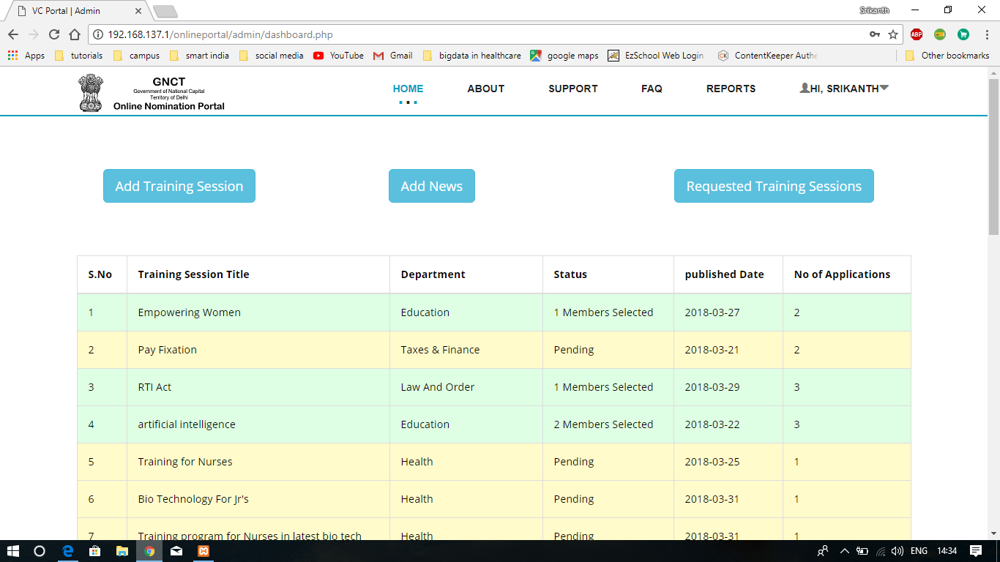 VC Portal | Admin
Srikanth
192.168.137.1/onlineportal/admin/dashboard.php
ABP
Apps tutorials campus smart india social media YouTube Gmail bigdata in healthcare google maps EzSchool Web Login CK ContentKeeper Authe Other bookmarks
GNCT
Government of National Capital
Territory of Delhi
Online Nomination Portal
HOME ABOUT SUPPORT FAQ REPORTS HI, SRIKANTH
Add Training Session Add News Requested Training Sessions
S.No Training Session Title Department Status published Date No of Applications
1 Empowering Women Education 1 Members Selected 2018-03-27 2
2 Pay Fixation Taxes & Finance Pending 2018-03-21 2
3 RTI Act Law And Order 1 Members Selected 2018-03-29 3
4 artificial intelligence Education 2 Members Selected 2018-03-22 3
5 Training for Nurses Health Pending 2018-03-25 1
6 Bio Technology For Jr's Health Pending 2018-03-31 1
7 Training program for Nurses in latest bio tech Health Pending 2018-03-31 1
ENG 14:34